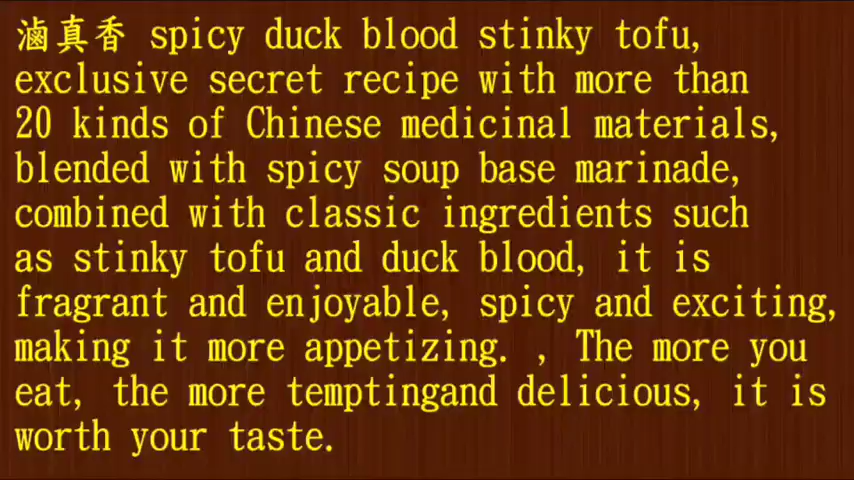 滷真香 spicy duck blood stinky tofu,
exclusive secret recipe with more than
20 kinds of Chinese medicinal materials,
blended with spicy soup base marinade,
combined with classic ingredients such
as stinky tofu and duck blood, it is
fragrant and enjoyable, spicy and exciting,
making it more appetizing. , The more you
eat, the more temptingand delicious, it is
worth your taste.